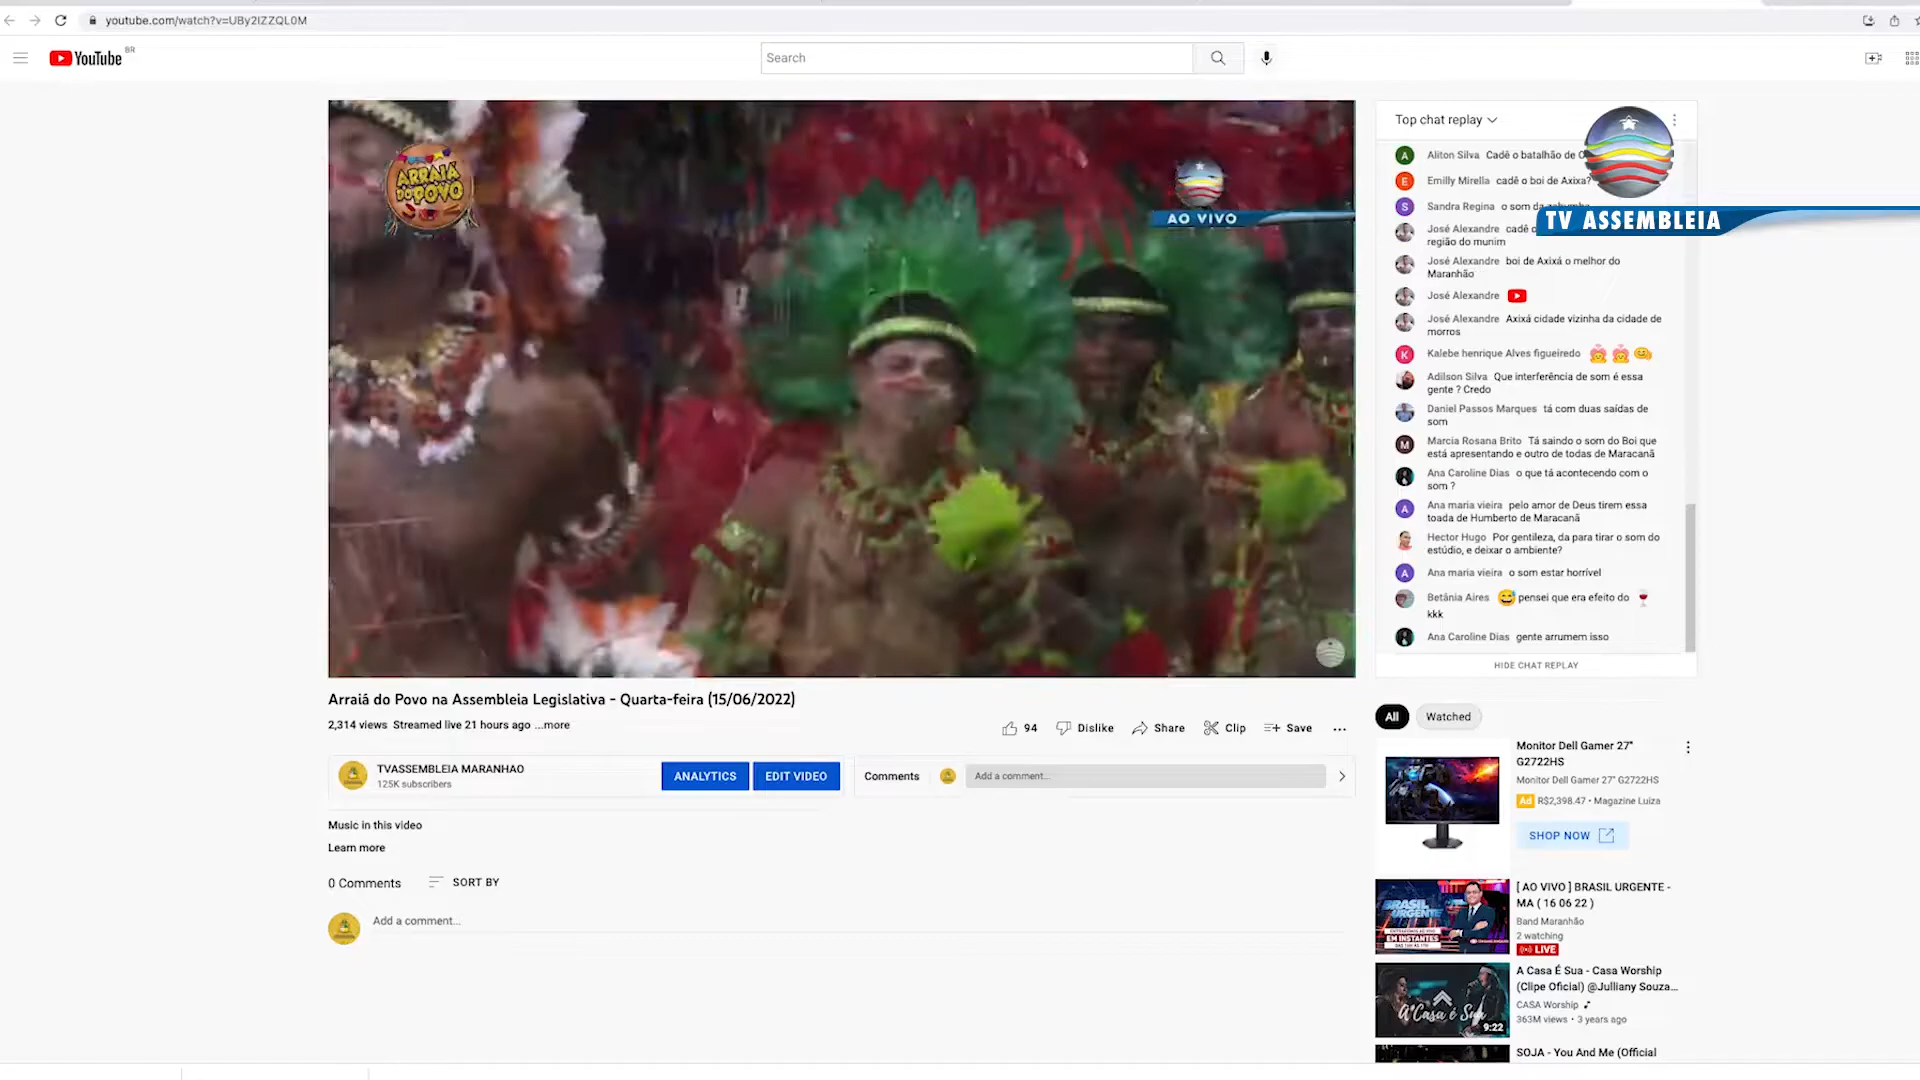 youtube.com/watch?v=UBy2IZZQL0M
YouTube BR
Search
ARRAIÁ
DO POVO
AO VIVO
Top chat replay
TV ASSEMBLEIA
Aliton Silva Cadê o batalhão de
Emilly Mirella cadê o boi de Axixa?
Sandra Regina o som da
José Alexandre cadê
região do munim
José Alexandre boi de Axixá o melhor do
Maranhão
José Alexandre
José Alexandre Axixá cidade vizinha da cidade de
morros
Kalebe henrique Alves figueiredo
Adilson Silva Que interferência de som é essa
gente ? Credo
Daniel Passos Marques tá com duas saídas de
som
Marcia Rosana Brito Tá saindo o som do Boi que
está apresentando e outro de todas de Maracanã
Ana Caroline Dias o que tá acontecendo com o
som ?
Ana maria vieira pelo amor de Deus tirem essa
toada de Humberto de Maracanã
Hector Hugo Por gentileza, da para tirar o som do
estúdio, e deixar o ambiente?
Ana maria vieira o som estar horrível
Betânia Aires 😅 pensei que era efeito do 🍷
kkk
Ana Caroline Dias gente arrumem isso
HIDE CHAT REPLAY
Arraiá do Povo na Assembleia Legislativa - Quarta-feira (15/06/2022)
2,314 views Streamed live 21 hours ago ...more
94 Dislike Share Clip Save ...
TVASSEMBLEIA MARANHAO
125K subscribers
ANALYTICS EDIT VIDEO
Comments Add a comment...
Music in this video
Learn more
0 Comments SORT BY
Add a comment...
All Watched
Monitor Dell Gamer 27"
G2722HS
Monitor Dell Gamer 27" G2722HS
Ad R$2,398.47 • Magazine Luiza
SHOP NOW
BRASIL
URGENTE
EM INSTANTES
[ AO VIVO ] BRASIL URGENTE -
MA ( 16 06 22 )
Band Maranhão
2 watching
LIVE
A Casa é Sua
9:22
A Casa É Sua - Casa Worship
(Clipe Oficial) @Julliany Souza...
CASA Worship
363M views • 3 years ago
SOJA - You And Me (Official